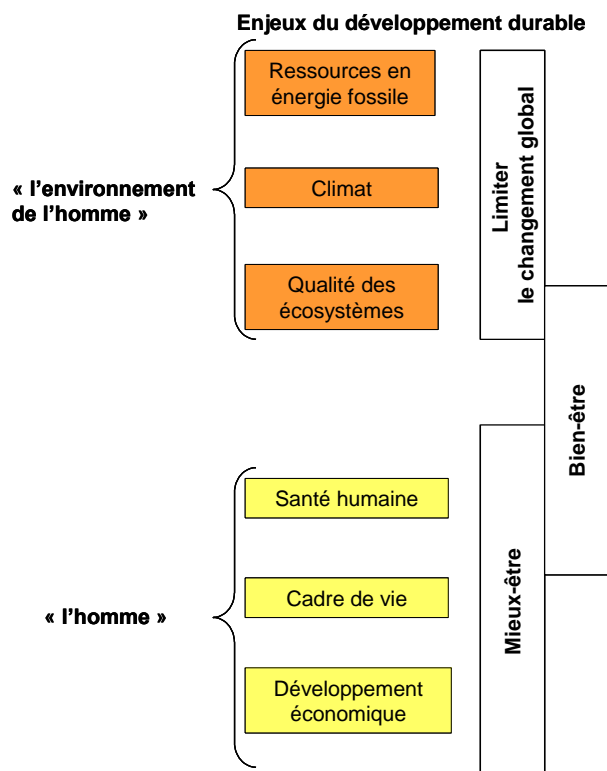 Enjeux du développement durable
Ressources en
énergie fossile
« l'environnement
de l'homme »
Climat
Qualité des
écosystèmes
Limiter
le changement global
Bien-être
Santé humaine
« l'homme »
Cadre de vie
Développement
économique
Mieux-être